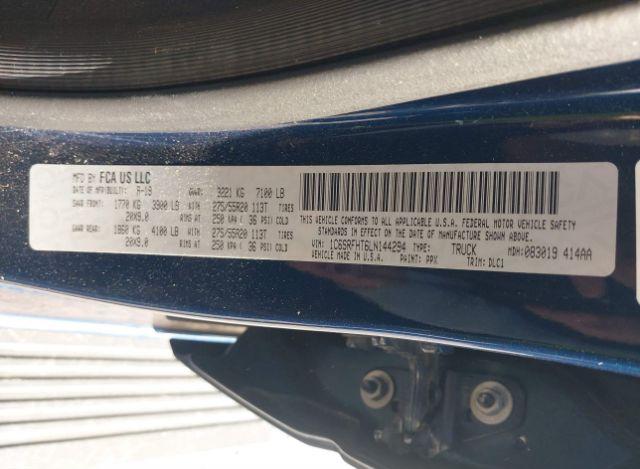 MFD BY: FCA US LLC
DATE OF MFR(BUILT): 8-19 GVWR: 3221 KG 7100 LB
GAWR FRONT: 1770 KG 3900 LB WITH 275/55R20 113T TIRES
20X9.0 RIMS AT 250 KPA( 36 PSI) COLD
GAWR REAR: 1860 KG 4100 LB WITH 275/55R20 113T TIRES
20X9.0 RIMS AT 250 KPA( 36 PSI) COLD
THIS VEHICLE CONFORMS TO ALL APPLICABLE U.S.A. FEDERAL MOTOR VEHICLE SAFETY
STANDARDS IN EFFECT ON THE DATE OF MANUFACTURE SHOWN ABOVE.
VIN: 1C6SRFHT6LN144294 TYPE: TRUCK MDH: 083019 414AA
VEHICLE MADE IN U.S.A. PAINT: PPX TRIM: DLC1